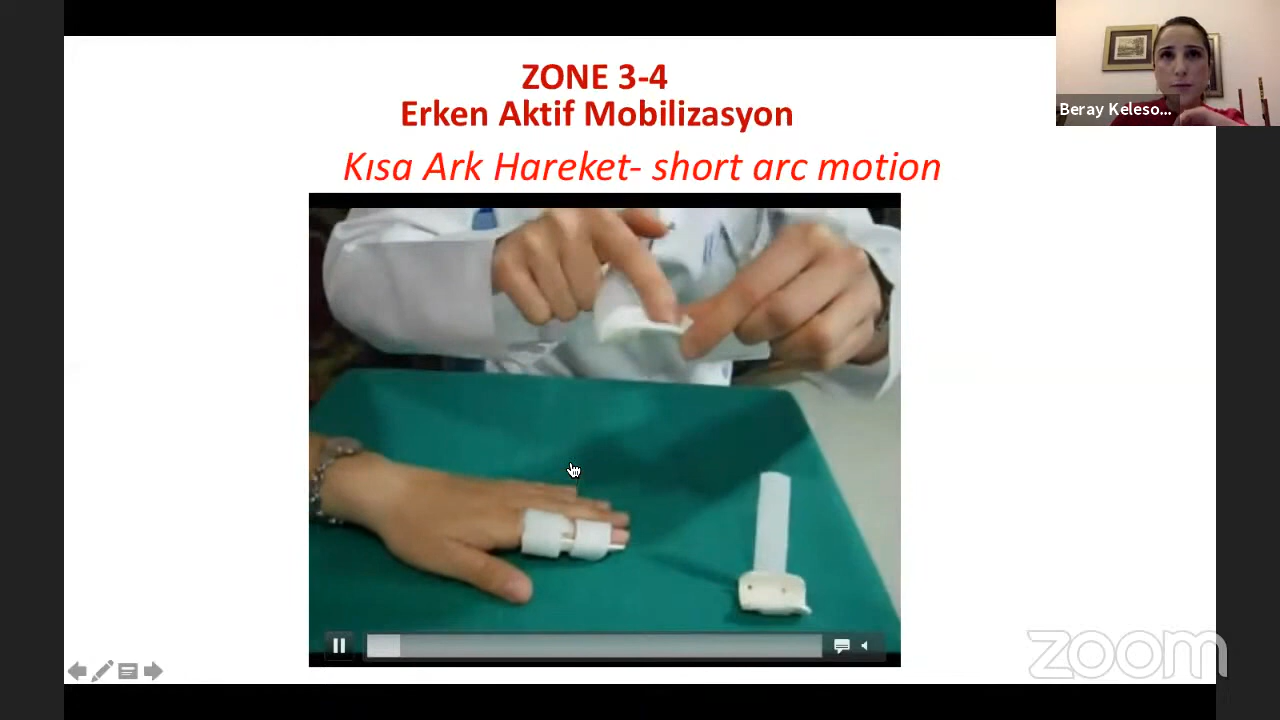 ZONE 3-4
Erken Aktif Mobilizasyon
Kısa Ark Hareket- short arc motion
Beray Keleso...
zoom